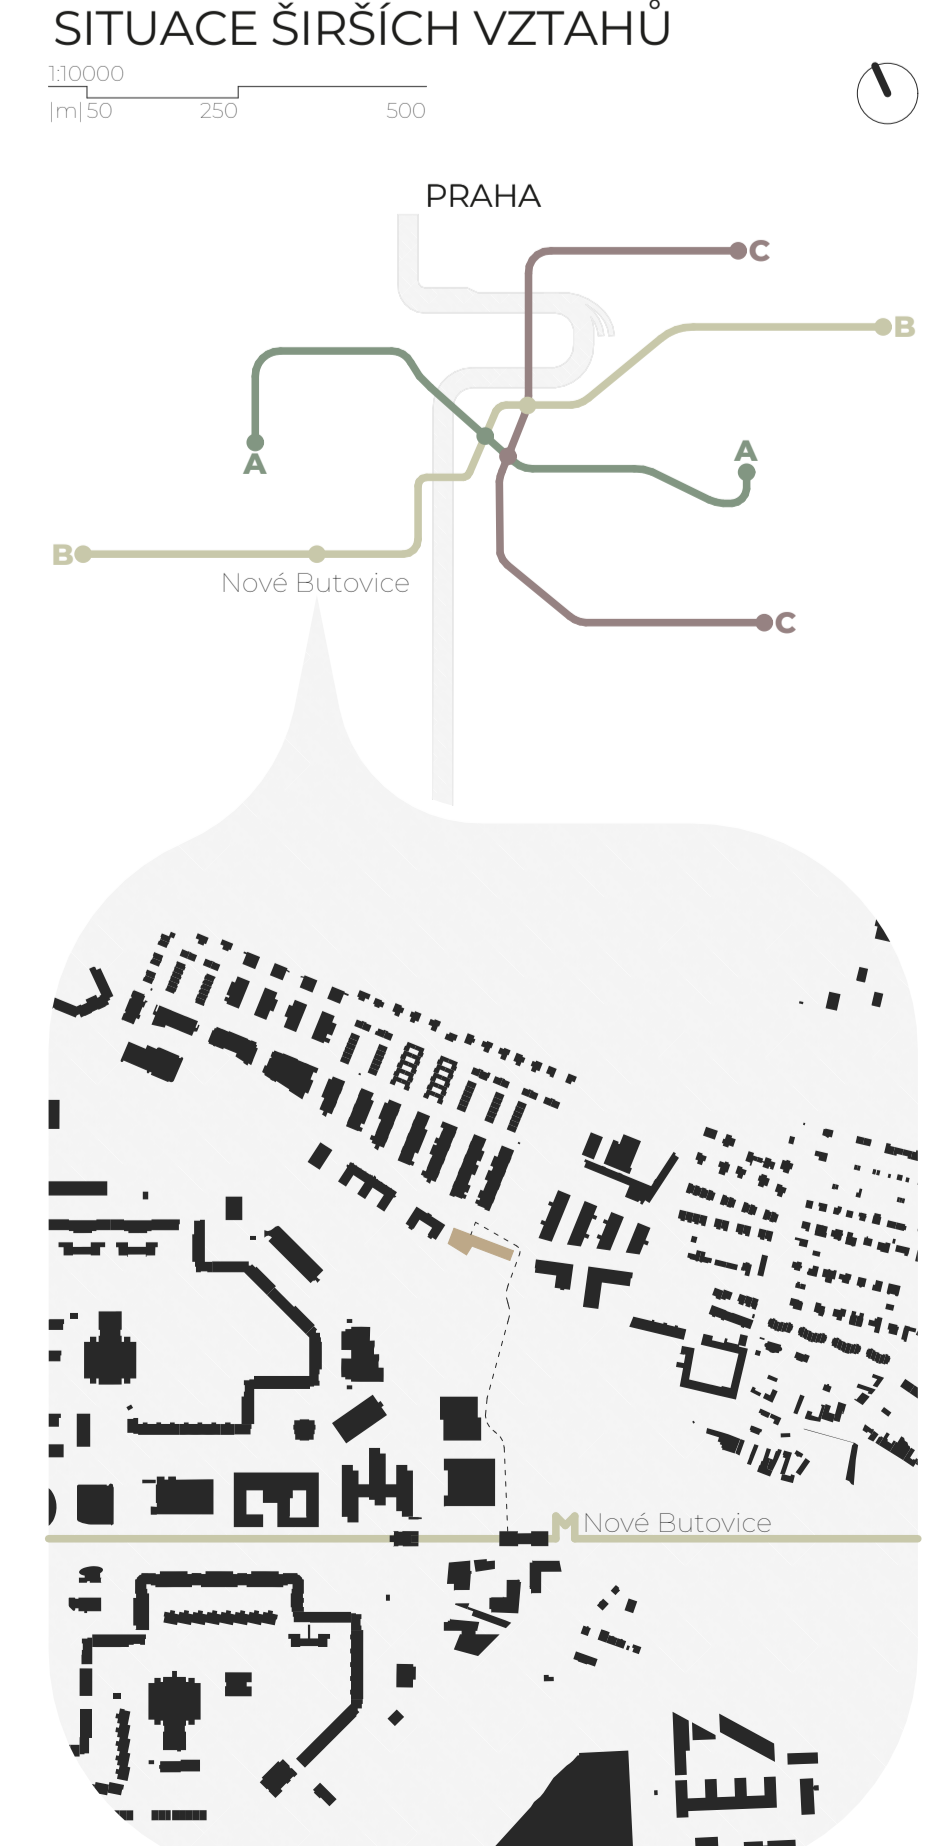 SITUACE ŠIRŠÍCH VZTAHŮ
1:10000
|m| 50 250 500
PRAHA
C
B
A
A
B
Nové Butovice
C
M Nové Butovice